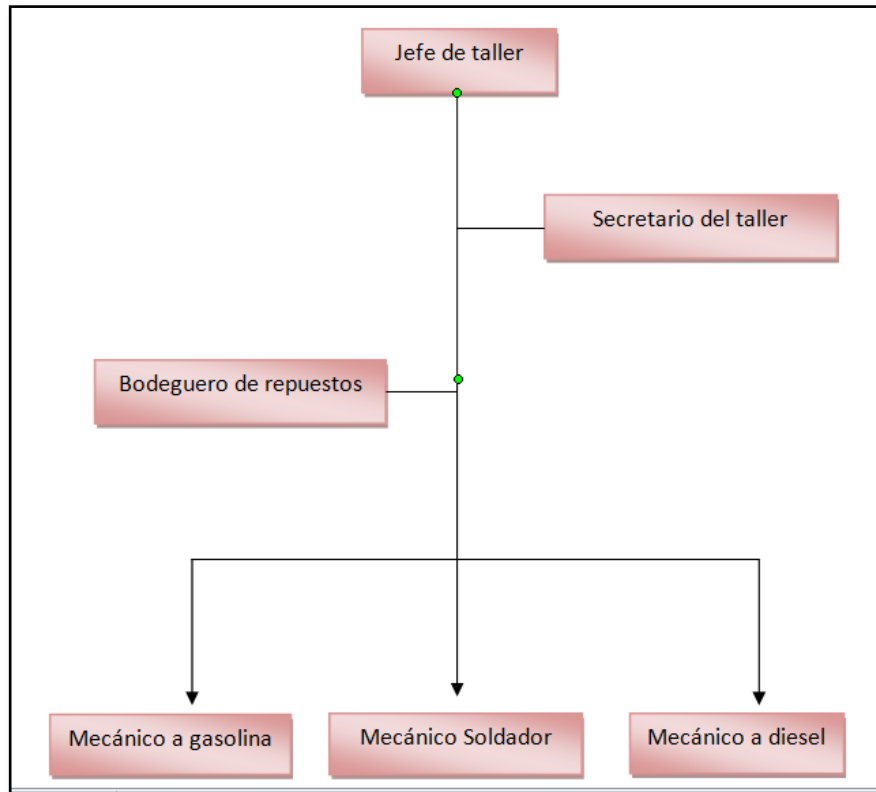 Jefe de taller
Secretario del taller
Bodeguero de repuestos
Mecánico a gasolina
Mecánico Soldador
Mecánico a diesel